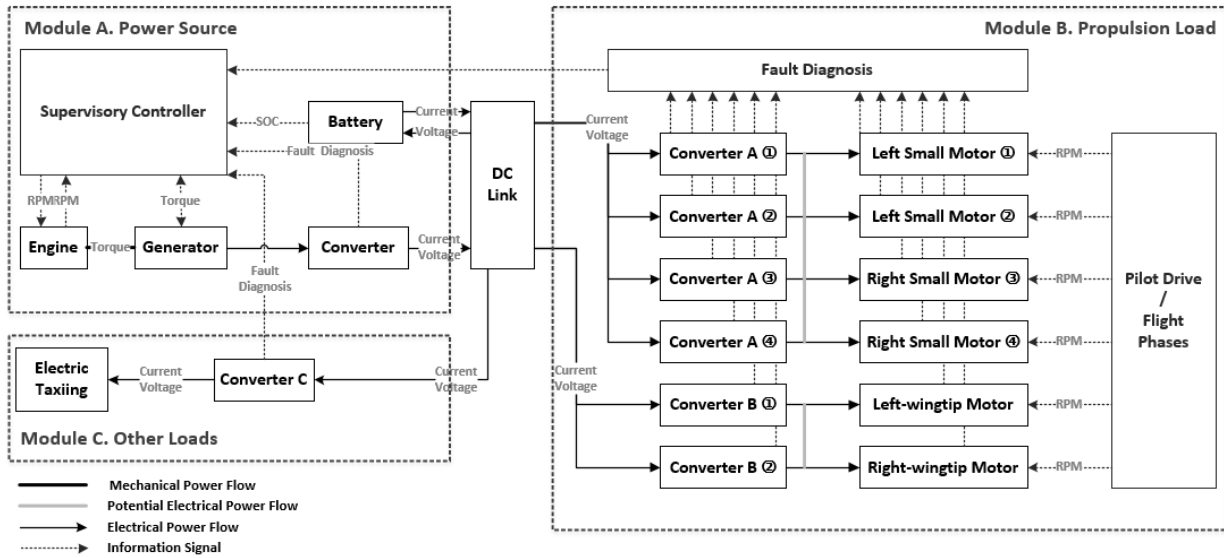 Module A. Power Source
Supervisory Controller
SOC
Battery
Current
Voltage
Fault Diagnosis
RPM
RPM
Torque
Engine
Torque
Generator
Converter
Current
Voltage
Fault
Diagnosis
DC
Link
Electric
Taxiing
Current
Voltage
Converter C
Current
Voltage
Module C. Other Loads
Module B. Propulsion Load
Fault Diagnosis
Current
Voltage
Converter A ①
Left Small Motor ①
RPM
Converter A ②
Left Small Motor ②
RPM
Converter A ③
Right Small Motor ③
RPM
Converter A ④
Right Small Motor ④
RPM
Current
Voltage
Converter B ①
Left-wingtip Motor
RPM
Converter B ②
Right-wingtip Motor
RPM
Pilot Drive
/
Flight
Phases
Mechanical Power Flow
Potential Electrical Power Flow
Electrical Power Flow
Information Signal